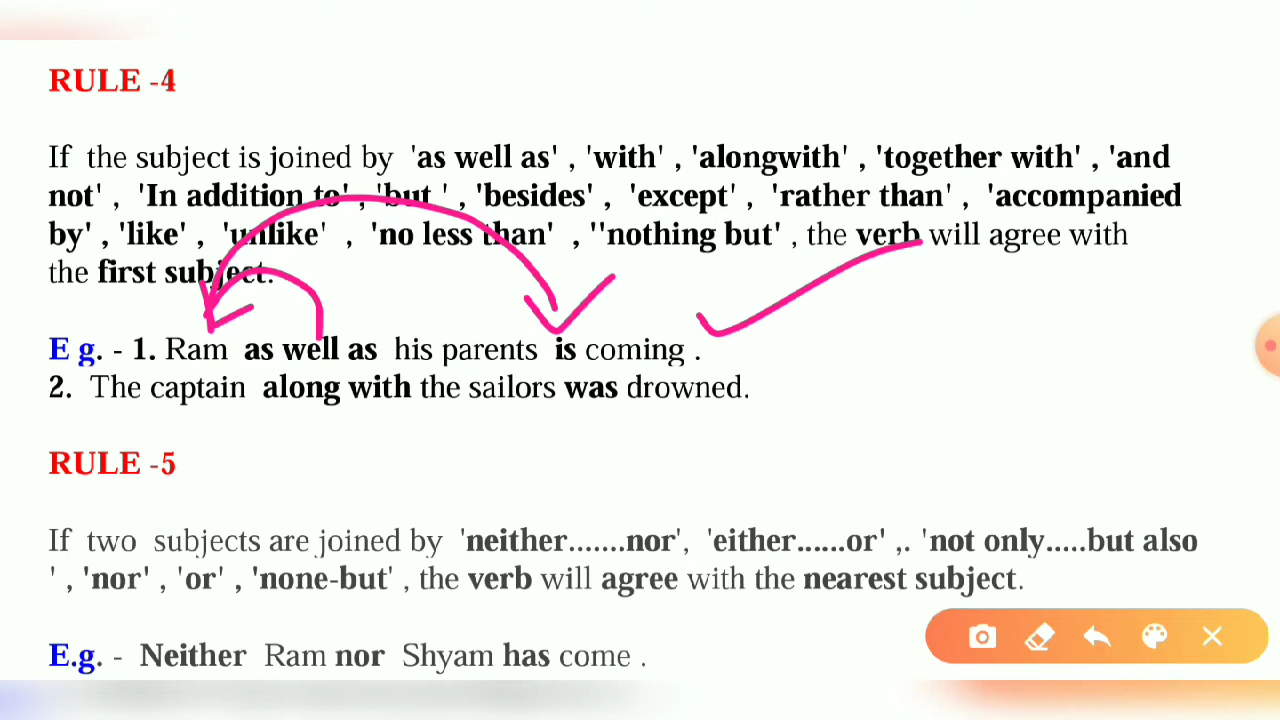 RULE -4
If the subject is joined by 'as well as' , 'with' , 'alongwith' , 'together with' , 'and
not' , 'In addition to' , 'but ' , 'besides' , 'except' , 'rather than' , 'accompanied
by' , 'like' , 'unlike' , 'no less than' , ''nothing but' , the verb will agree with
the first subject.
E g. - 1. Ram as well as his parents is coming .
2. The captain along with the sailors was drowned.
RULE -5
If two subjects are joined by 'neither.......nor', 'either......or' ,. 'not only.....but also
' , 'nor' , 'or' , 'none-but' , the verb will agree with the nearest subject.
E.g. - Neither Ram nor Shyam has come .